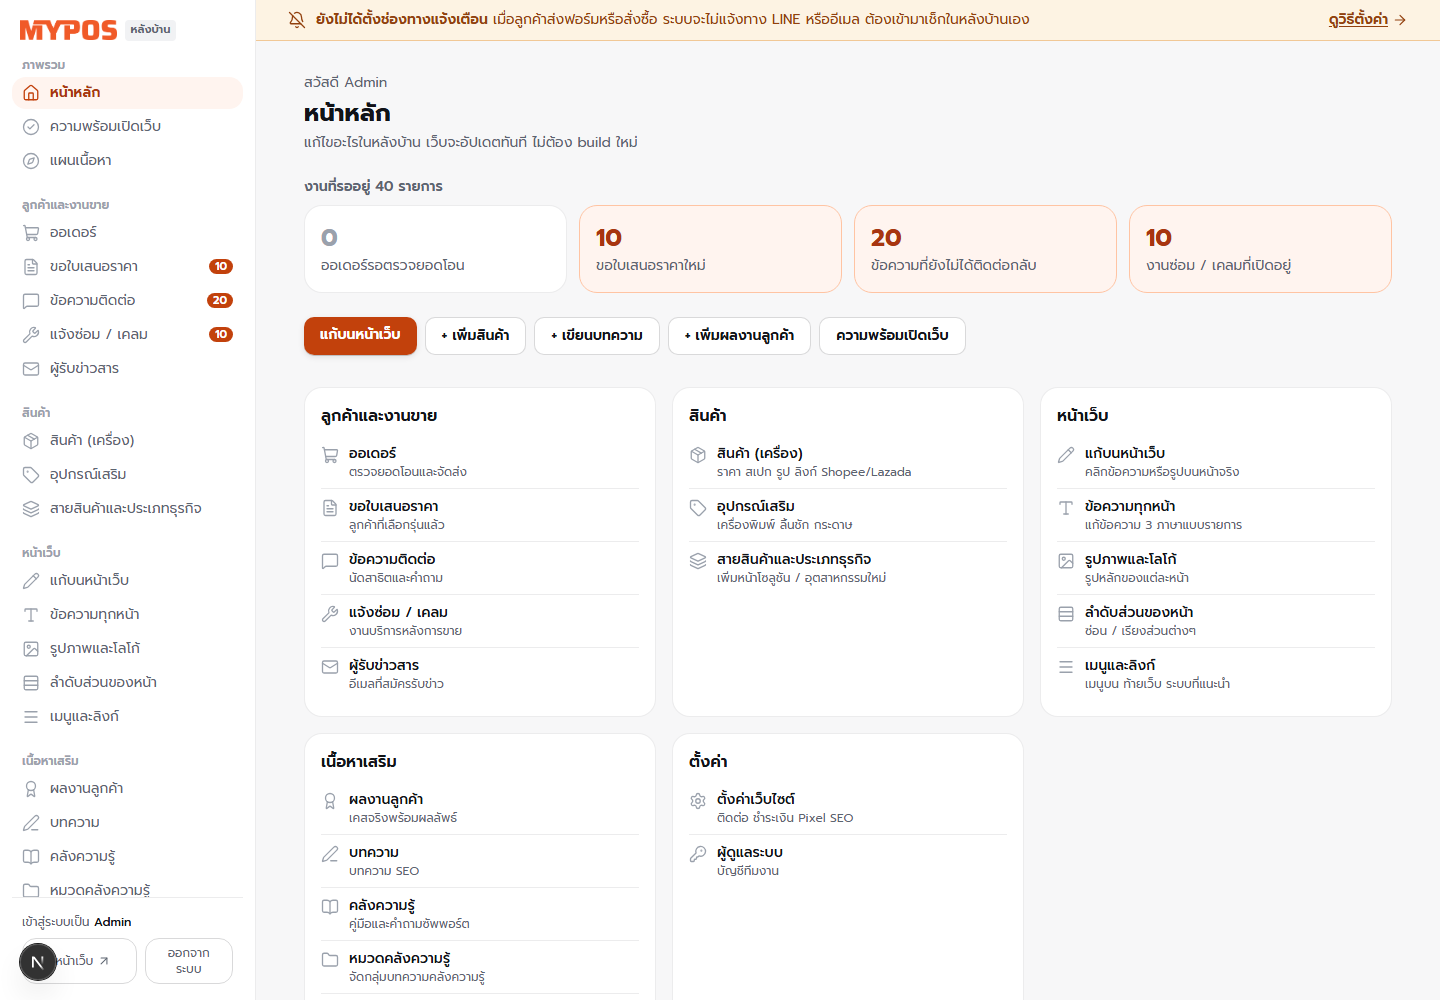 MYPOS หลังบ้าน
ภาพรวม
หน้าหลัก
ความพร้อมเปิดเว็บ
แผนเนื้อหา
ลูกค้าและงานขาย
ออเดอร์
ขอใบเสนอราคา 10
ข้อความติดต่อ 20
แจ้งซ่อม / เคลม 10
ผู้รับข่าวสาร
สินค้า
สินค้า (เครื่อง)
อุปกรณ์เสริม
สายสินค้าและประเภทธุรกิจ
หน้าเว็บ
แก้บนหน้าเว็บ
ข้อความทุกหน้า
รูปภาพและโลโก้
ลำดับส่วนของหน้า
เมนูและลิงก์
เนื้อหาเสริม
ผลงานลูกค้า
บทความ
คลังความรู้
หมวดคลังความรู้
เข้าสู่ระบบเป็น Admin
N
หน้าเว็บ
ออกจาก
ระบบ
ยังไม่ได้ตั้งช่องทางแจ้งเตือน เมื่อลูกค้าส่งฟอร์มหรือสั่งซื้อ ระบบจะไม่แจ้งทาง LINE หรืออีเมล ต้องเข้ามาเช็กในหลังบ้านเอง
ดูวิธีตั้งค่า →
สวัสดี Admin
หน้าหลัก
แก้ไขอะไรในหลังบ้าน เว็บจะอัปเดตทันที ไม่ต้อง build ใหม่
งานที่รออยู่ 40 รายการ
0
ออเดอร์รอตรวจยอดโอน
10
ขอใบเสนอราคาใหม่
20
ข้อความที่ยังไม่ได้ติดต่อกลับ
10
งานซ่อม / เคลมที่เปิดอยู่
แก้บนหน้าเว็บ
+ เพิ่มสินค้า
+ เขียนบทความ
+ เพิ่มผลงานลูกค้า
ความพร้อมเปิดเว็บ
ลูกค้าและงานขาย
ออเดอร์
ตรวจยอดโอนและจัดส่ง
ขอใบเสนอราคา
ลูกค้าที่เลือกรุ่นแล้ว
ข้อความติดต่อ
นัดสาธิตและคำถาม
แจ้งซ่อม / เคลม
งานบริการหลังการขาย
ผู้รับข่าวสาร
อีเมลที่สมัครรับข่าว
สินค้า
สินค้า (เครื่อง)
ราคา สเปก รูป ลิงก์ Shopee/Lazada
อุปกรณ์เสริม
เครื่องพิมพ์ ลิ้นชัก กระดาษ
สายสินค้าและประเภทธุรกิจ
เพิ่มหน้าโซลูชัน / อุตสาหกรรมใหม่
หน้าเว็บ
แก้บนหน้าเว็บ
คลิกข้อความหรือรูปบนหน้าจริง
ข้อความทุกหน้า
แก้ข้อความ 3 ภาษาแบบรายการ
รูปภาพและโลโก้
รูปหลักของแต่ละหน้า
ลำดับส่วนของหน้า
ซ่อน / เรียงส่วนต่างๆ
เมนูและลิงก์
เมนูบน ท้ายเว็บ ระบบที่แนะนำ
เนื้อหาเสริม
ผลงานลูกค้า
เคสจริงพร้อมผลลัพธ์
บทความ
บทความ SEO
คลังความรู้
คู่มือและคำถามซัพพอร์ต
หมวดคลังความรู้
จัดกลุ่มบทความคลังความรู้
ตั้งค่า
ตั้งค่าเว็บไซต์
ติดต่อ ชำระเงิน Pixel SEO
ผู้ดูแลระบบ
บัญชีทีมงาน